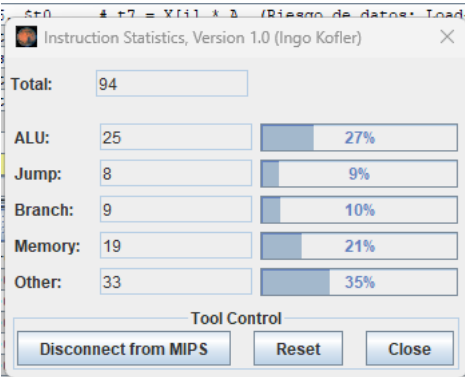 $t0 # t7 = X[i] * A (Riesgo de datos: Load
Instruction Statistics, Version 1.0 (Ingo Kofler)
Total: 94
ALU: 25 27%
Jump: 8 9%
Branch: 9 10%
Memory: 19 21%
Other: 33 35%
Tool Control
Disconnect from MIPS Reset Close